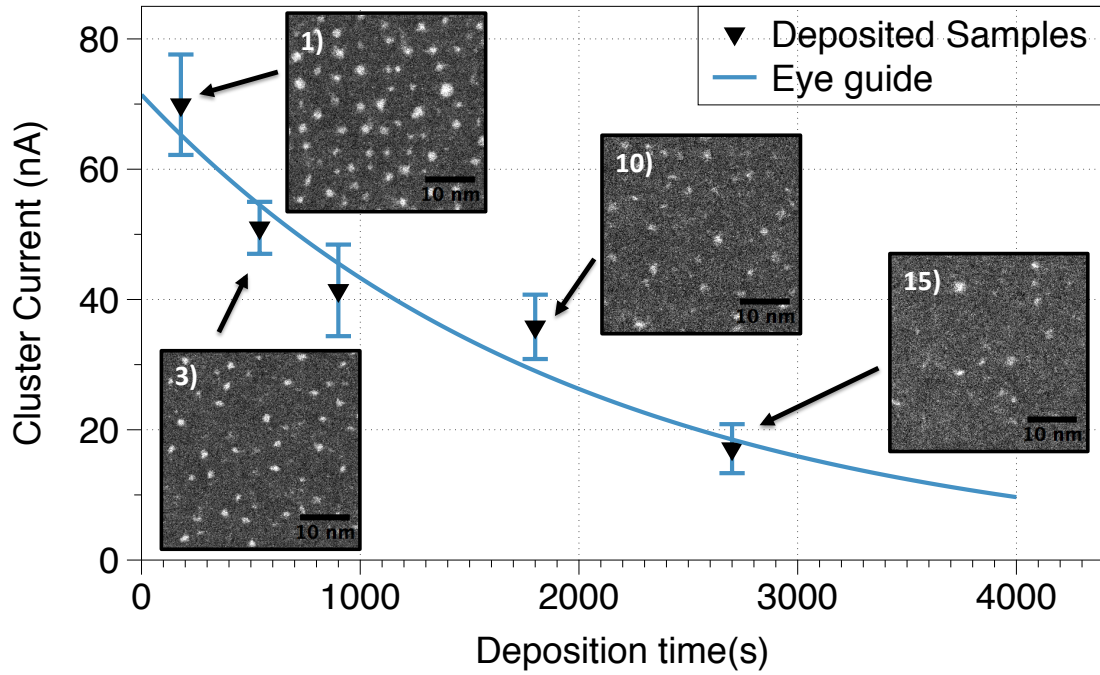 80
60
40
20
0
Cluster Current (nA)
0
1000
2000
3000
4000
Deposition time(s)
Deposited Samples
Eye guide
1)
10 nm
3)
10 nm
10)
10 nm
15)
10 nm